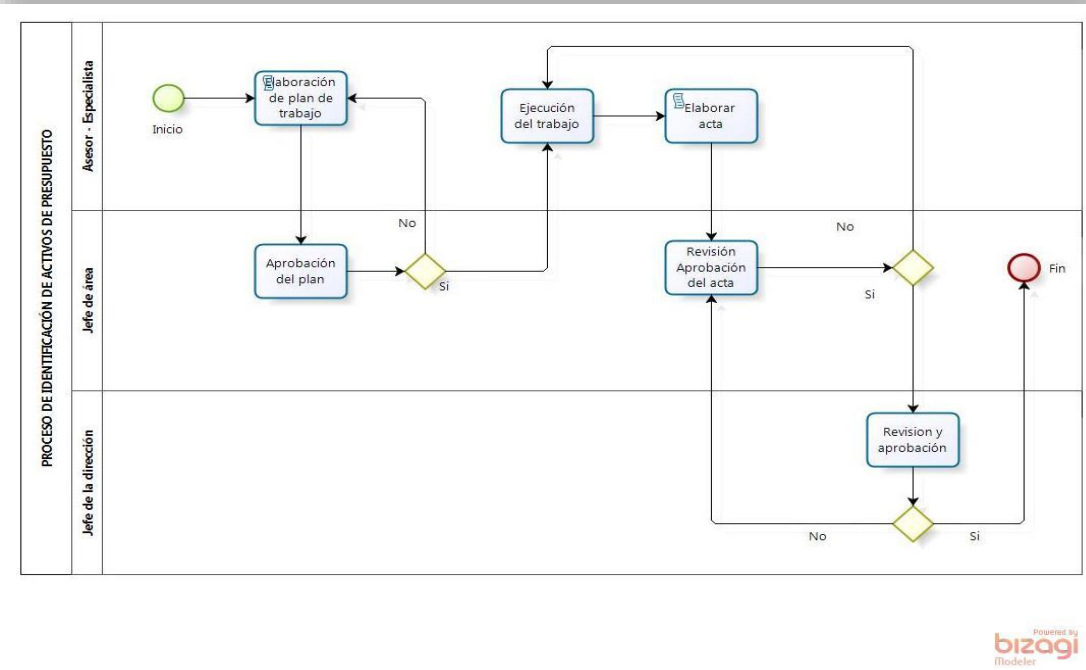 PROCESO DE IDENTIFICACIÓN DE ACTIVOS DE PRESUPUESTO
Asesor - Especialista
Inicio
Elaboración
de plan de
trabajo
Ejecución
del trabajo
Elaborar
acta
Jefe de área
Aprobación
del plan
No
Si
Revisión
Aprobación
del acta
No
Si
Fin
Jefe de la dirección
Revision y
aprobación
No
Si
Powered by
bizagi
Modeler